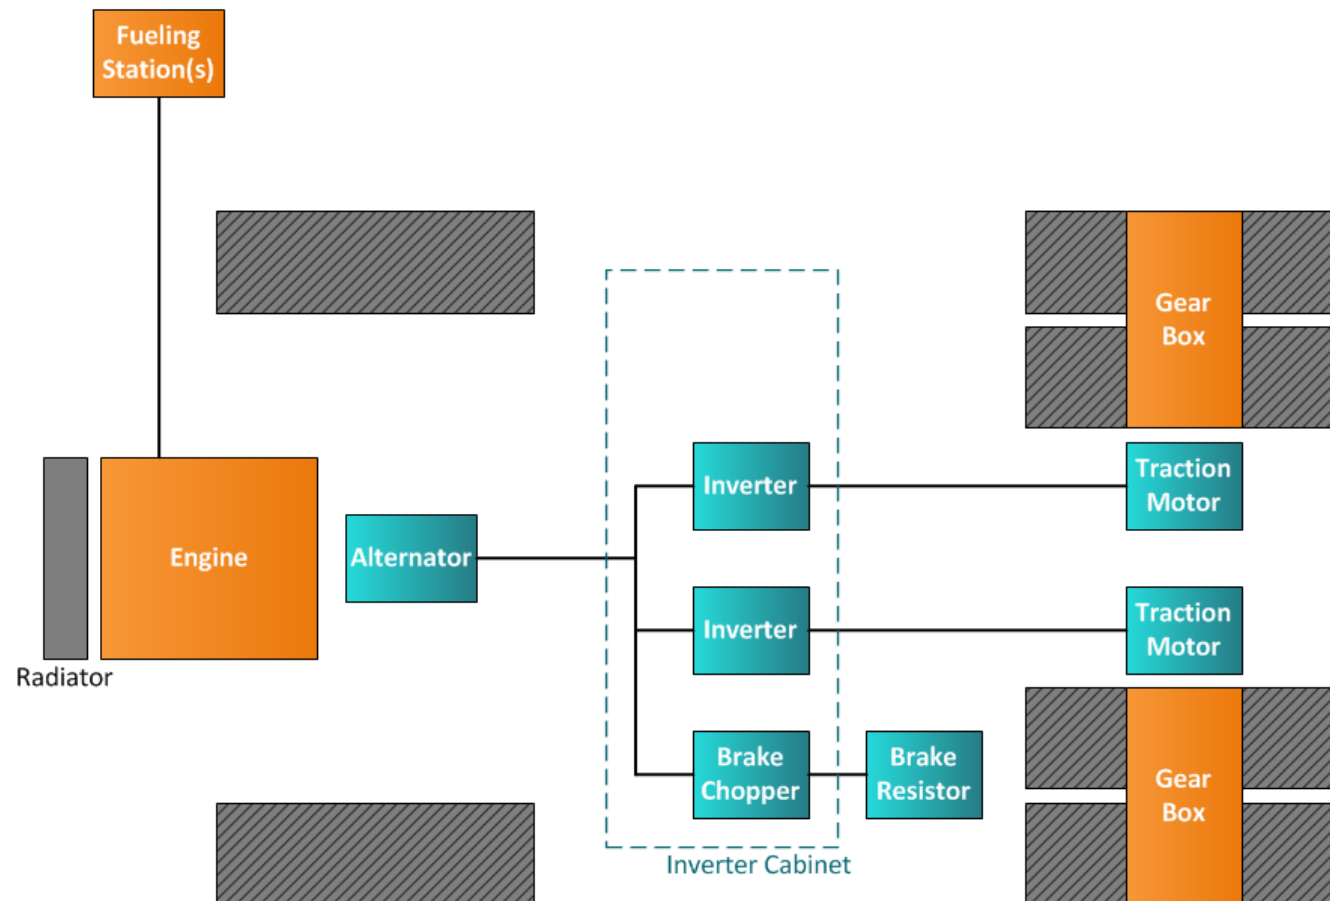 Fueling
Station(s)
Gear
Box
Inverter
Traction
Motor
Engine
Alternator
Inverter
Traction
Motor
Radiator
Brake
Chopper
Brake
Resistor
Gear
Box
Inverter Cabinet